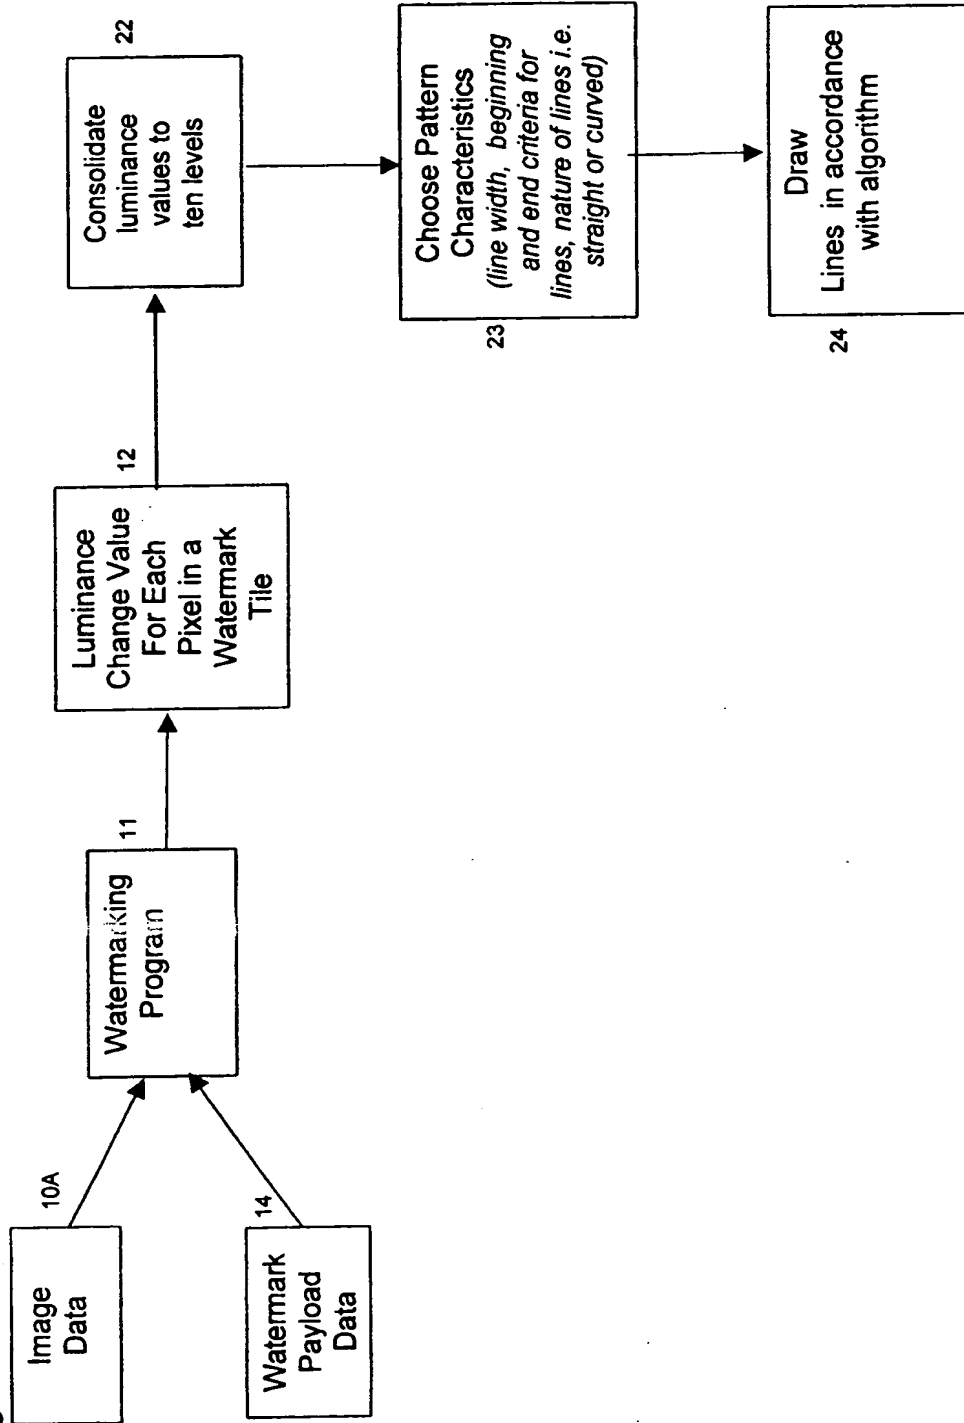 Image
Data
10A
Watermark
Payload
Data
14
Watermarking
Program
11
Luminance
Change Value
For Each
Pixel in a
Watermark
Tile
12
Consolidate
luminance
values to
ten levels
22
Choose Pattern
Characteristics
(line width, beginning
and end criteria for
lines, nature of lines i.e.
straight or curved)
23
Draw
Lines in accordance
with algorithm
24